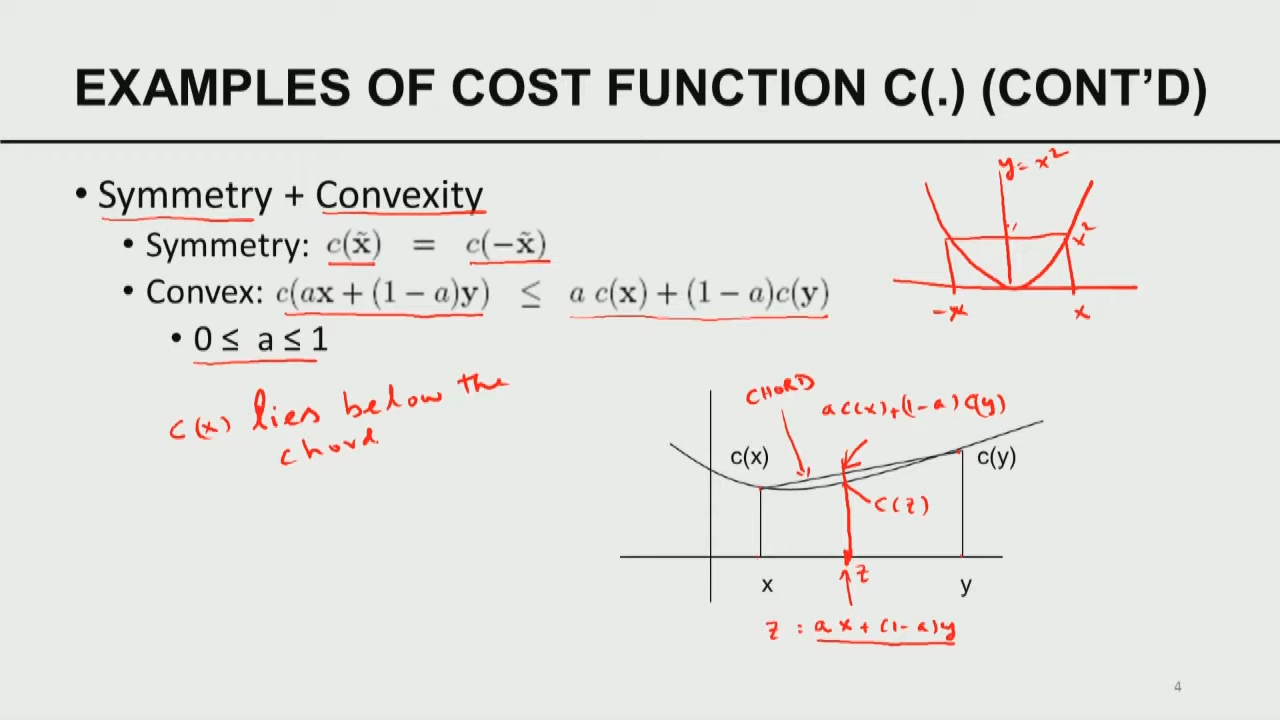 EXAMPLES OF COST FUNCTION C(.) (CONT'D)
• Symmetry + Convexity
• Symmetry: c(x̃) = c(−x̃)
• Convex: c(ax + (1 − a)y) ≤ a c(x) + (1 − a)c(y)
• 0 ≤ a ≤ 1
c(x) lies below the
chord
y = x²
x²
-x
x
CHORD
a c(x) + (1-a) c(y)
c(x)
c(y)
c(z)
z
x
y
z : ax + (1-a)y
4